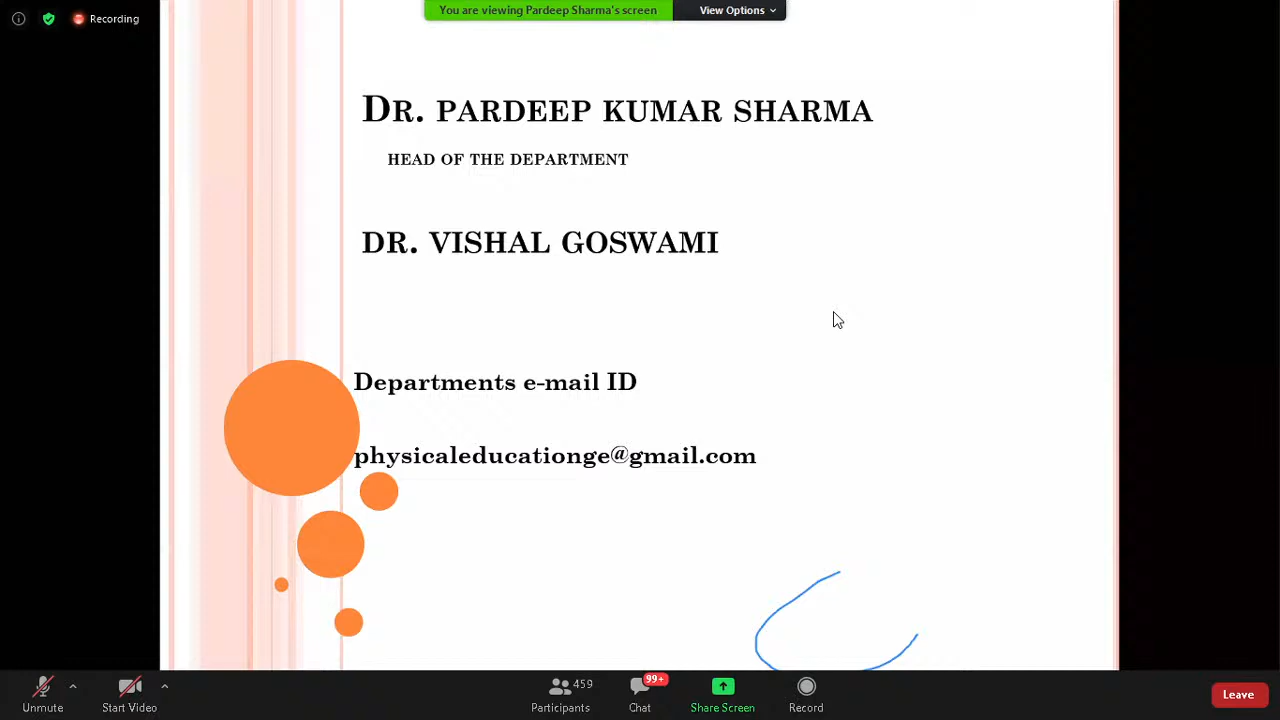 Recording
You are viewing Pardeep Sharma's screen
View Options
DR. PARDEEP KUMAR SHARMA
HEAD OF THE DEPARTMENT
DR. VISHAL GOSWAMI
Departments e-mail ID
physicaleducationge@gmail.com
Unmute
Start Video
459
Participants
99+
Chat
Share Screen
Record
Leave